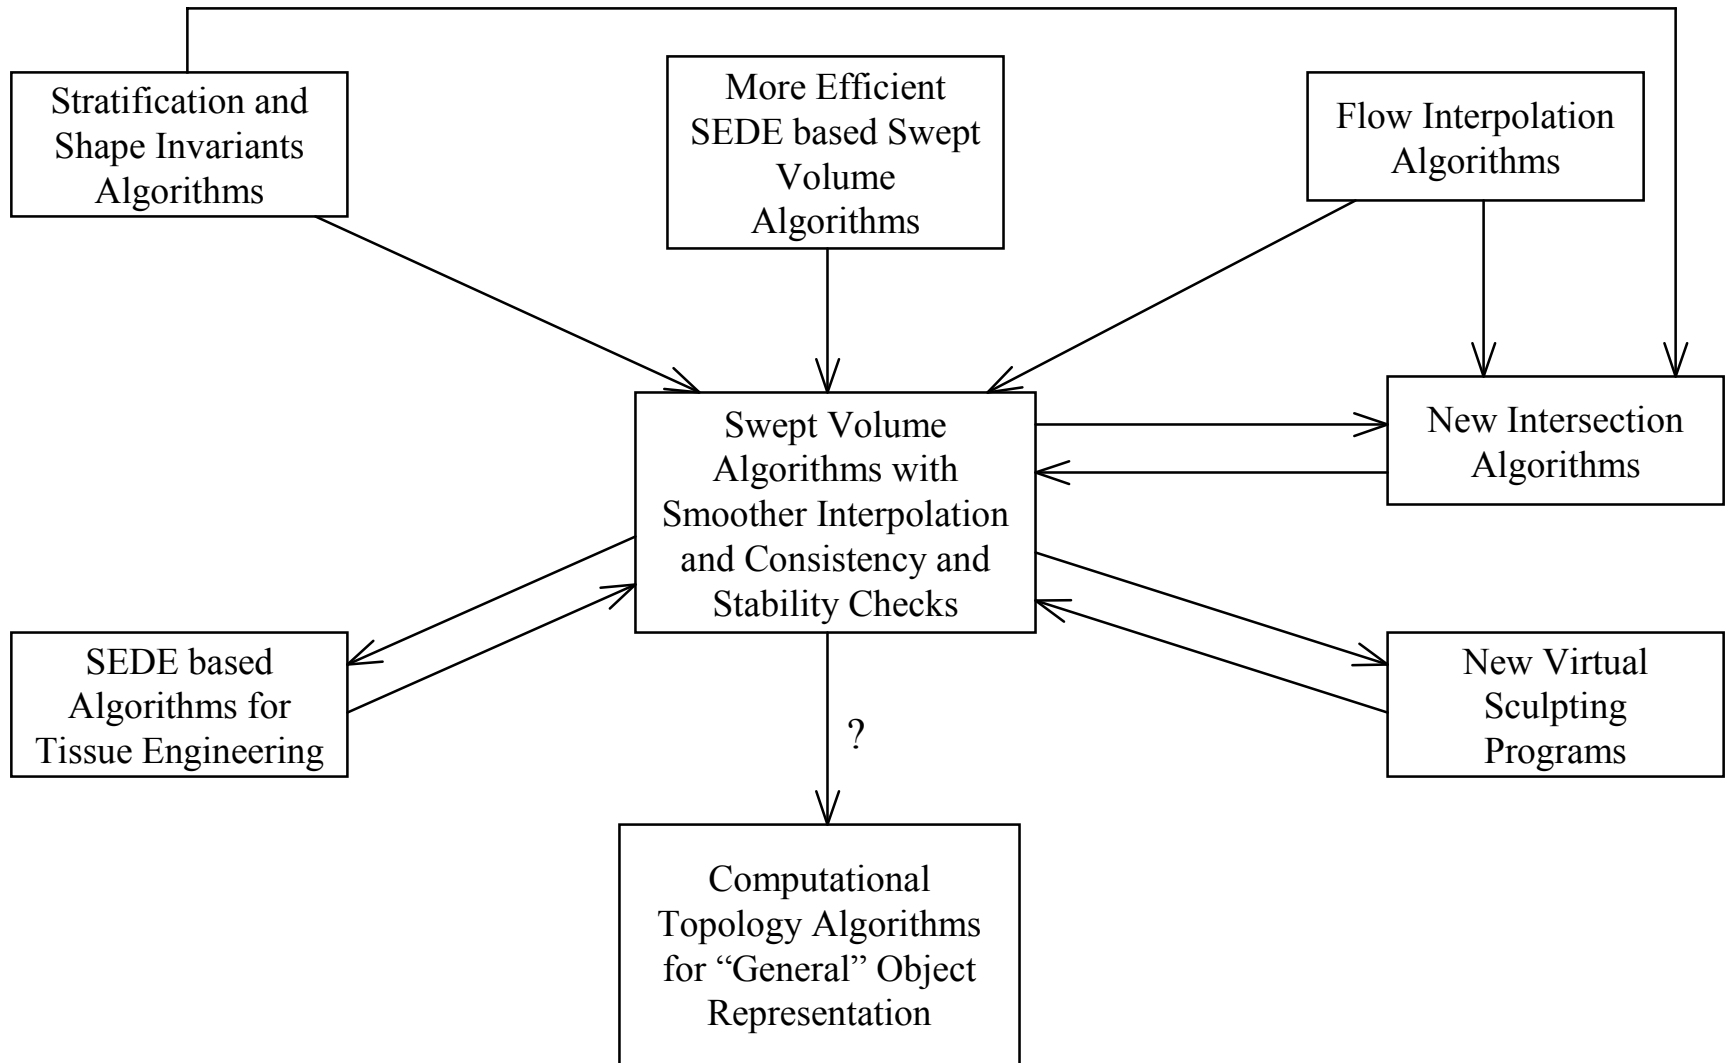 Stratification and
Shape Invariants
Algorithms
More Efficient
SEDE based Swept
Volume
Algorithms
Flow Interpolation
Algorithms
Swept Volume
Algorithms with
Smoother Interpolation
and Consistency and
Stability Checks
New Intersection
Algorithms
SEDE based
Algorithms for
Tissue Engineering
New Virtual
Sculpting
Programs
?
Computational
Topology Algorithms
for “General” Object
Representation